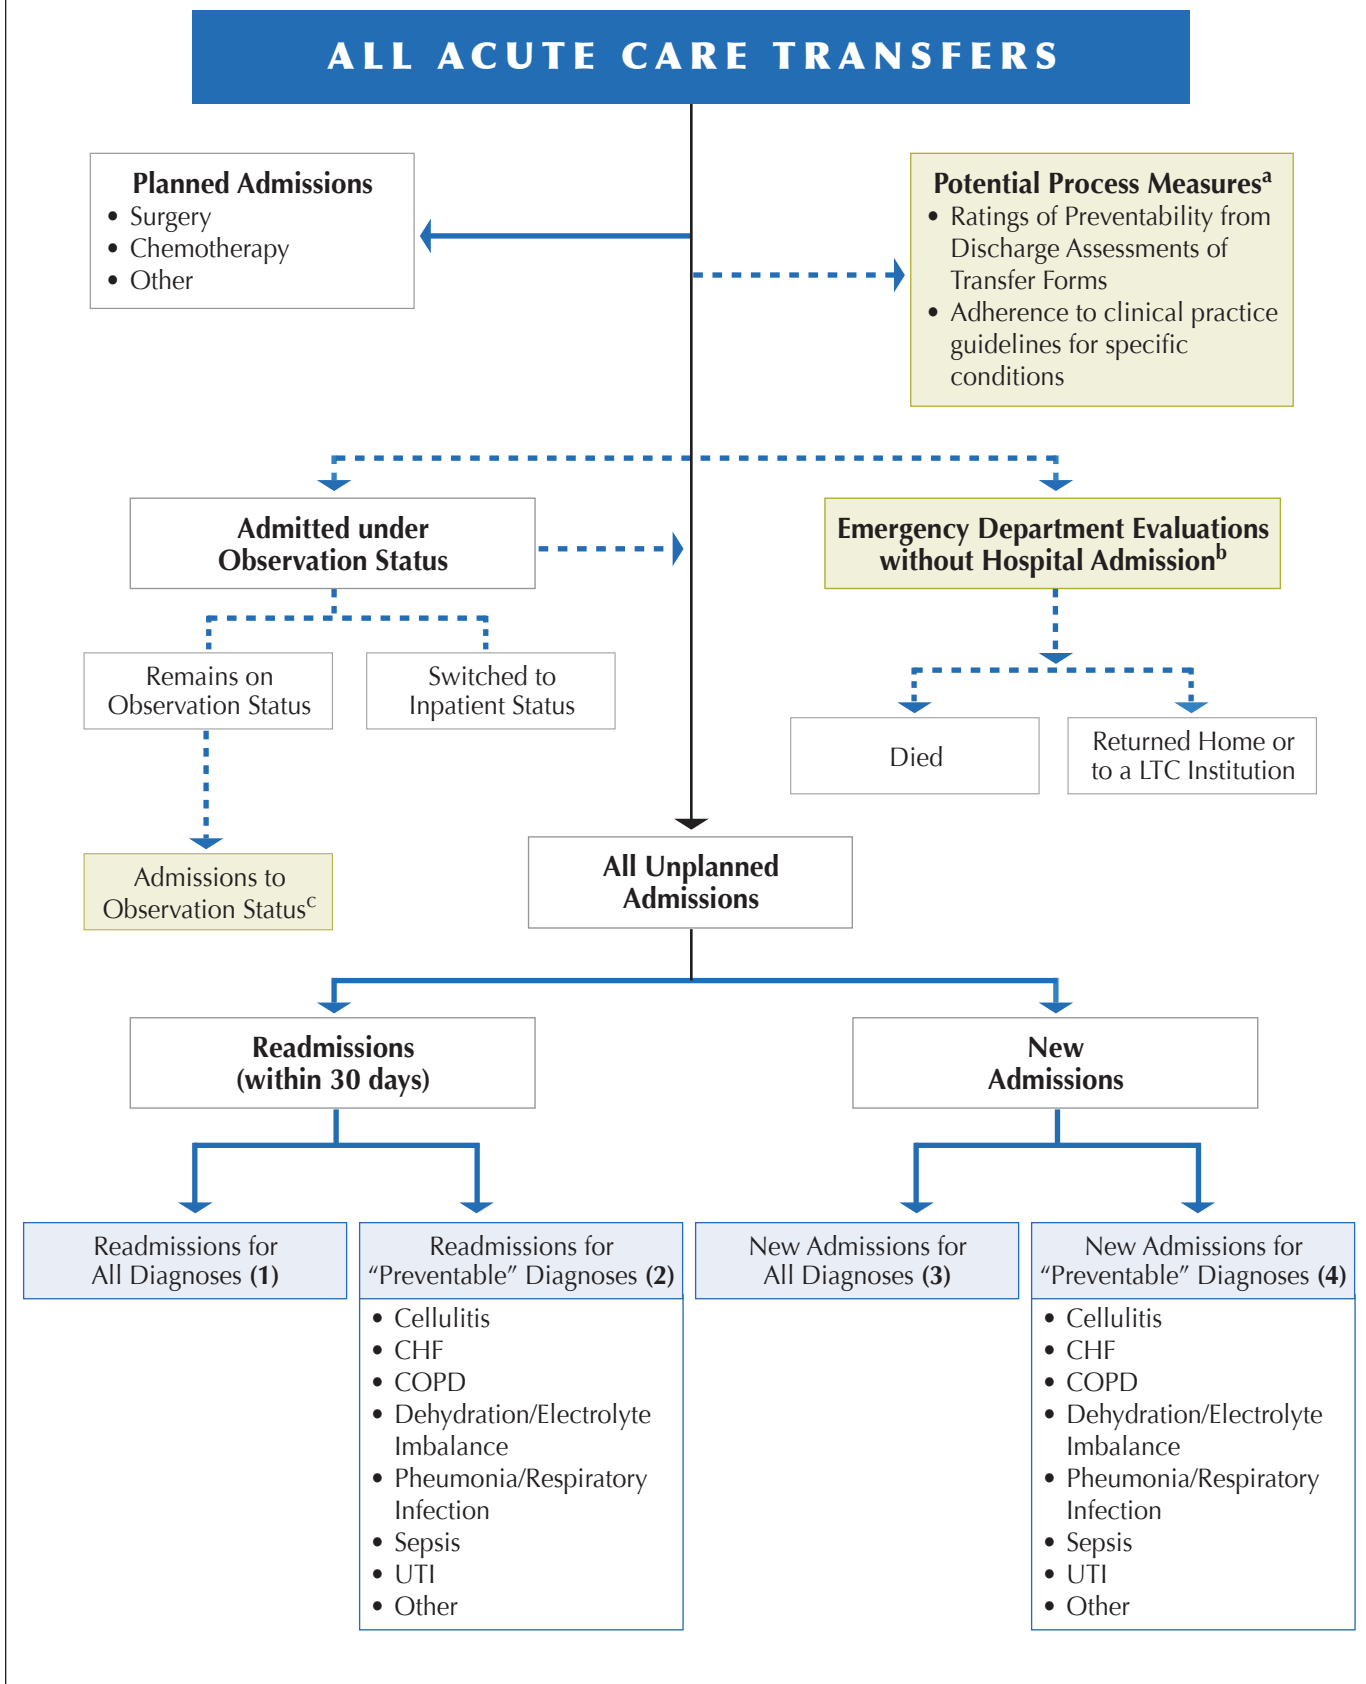 ALL ACUTE CARE TRANSFERS
Planned Admissions
• Surgery
• Chemotherapy
• Other
Potential Process Measuresᵃ
• Ratings of Preventability from
Discharge Assessments of
Transfer Forms
• Adherence to clinical practice
guidelines for specific
conditions
Admitted under
Observation Status
Emergency Department Evaluations
without Hospital Admissionᵇ
Remains on
Observation Status
Switched to
Inpatient Status
Died
Returned Home or
to a LTC Institution
Admissions to
Observation Statusᶜ
All Unplanned
Admissions
Readmissions
(within 30 days)
New
Admissions
Readmissions for
All Diagnoses (1)
Readmissions for
“Preventable” Diagnoses (2)
• Cellulitis
• CHF
• COPD
• Dehydration/Electrolyte
Imbalance
• Pheumonia/Respiratory
Infection
• Sepsis
• UTI
• Other
New Admissions for
All Diagnoses (3)
New Admissions for
“Preventable” Diagnoses (4)
• Cellulitis
• CHF
• COPD
• Dehydration/Electrolyte
Imbalance
• Pheumonia/Respiratory
Infection
• Sepsis
• UTI
• Other